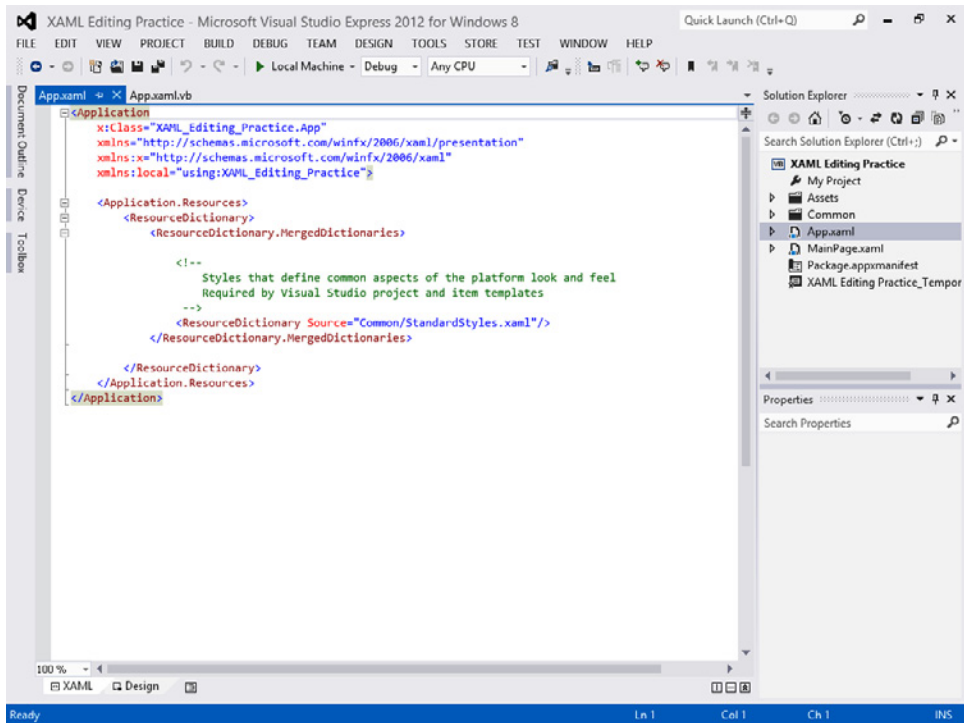 XAML Editing Practice - Microsoft Visual Studio Express 2012 for Windows 8
Quick Launch (Ctrl+Q)
FILE EDIT VIEW PROJECT BUILD DEBUG TEAM DESIGN TOOLS STORE TEST WINDOW HELP
Local Machine Debug Any CPU
Document Outline
Device
Toolbox
App.xaml App.xaml.vb
<Application
x:Class="XAML_Editing_Practice.App"
xmlns="http://schemas.microsoft.com/winfx/2006/xaml/presentation"
xmlns:x="http://schemas.microsoft.com/winfx/2006/xaml"
xmlns:local="using:XAML_Editing_Practice">
<Application.Resources>
<ResourceDictionary>
<ResourceDictionary.MergedDictionaries>
<!--
Styles that define common aspects of the platform look and feel
Required by Visual Studio project and item templates
-->
<ResourceDictionary Source="Common/StandardStyles.xaml"/>
</ResourceDictionary.MergedDictionaries>
</ResourceDictionary>
</Application.Resources>
</Application>
100 %
XAML Design
Solution Explorer
Search Solution Explorer (Ctrl+;)
VB XAML Editing Practice
My Project
Assets
Common
App.xaml
MainPage.xaml
Package.appxmanifest
XAML Editing Practice_Tempor
Properties
Search Properties
Ready Ln 1 Col 1 Ch 1 INS